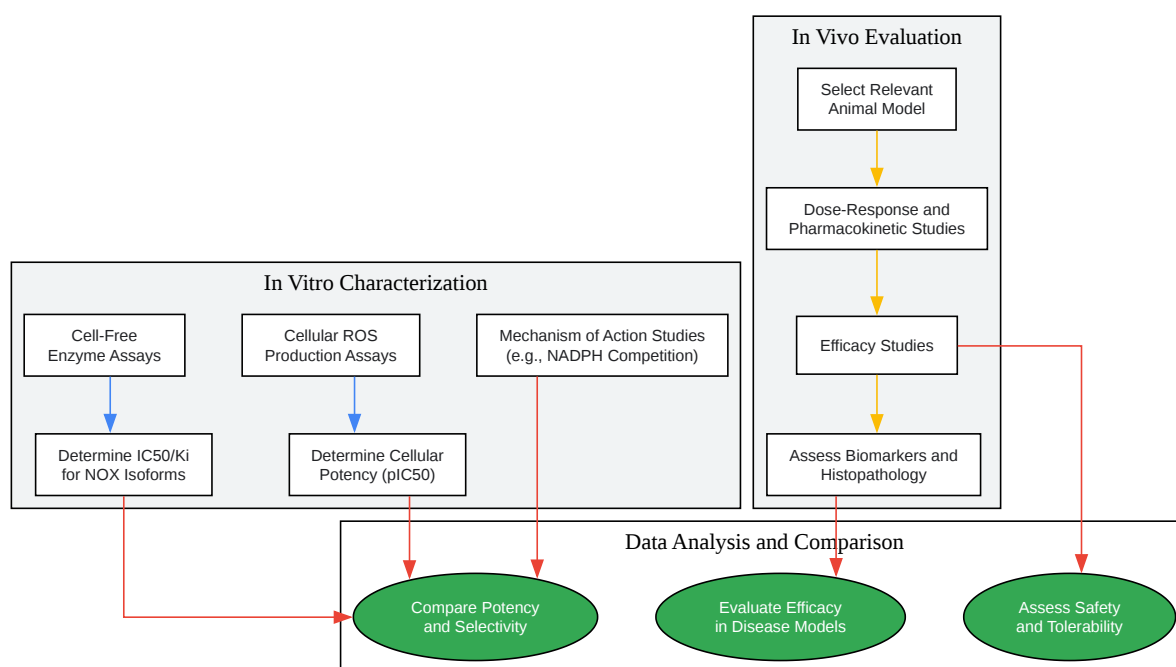 In Vivo Evaluation
Select Relevant
Animal Model
Dose-Response and
Pharmacokinetic Studies
Efficacy Studies
Assess Biomarkers and
Histopathology
In Vitro Characterization
Cell-Free
Enzyme Assays
Cellular ROS
Production Assays
Mechanism of Action Studies
(e.g., NADPH Competition)
Determine IC50/Ki
for NOX Isoforms
Determine Cellular
Potency (pIC50)
Data Analysis and Comparison
Compare Potency
and Selectivity
Evaluate Efficacy
in Disease Models
Assess Safety
and Tolerability